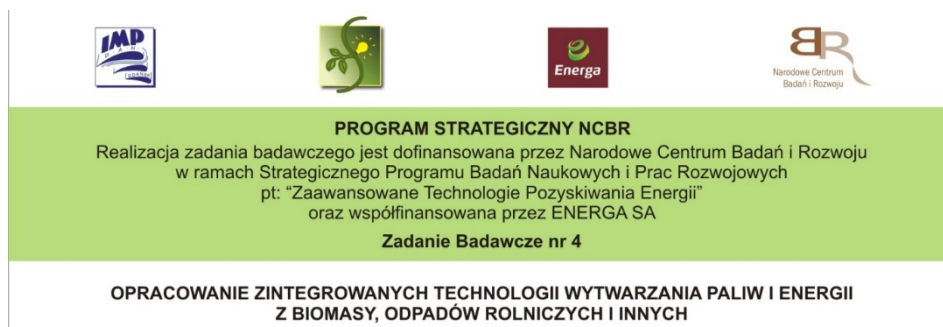 IMP
PAN
GDAŃSK
Energa
Narodowe Centrum
Badań i Rozwoju
PROGRAM STRATEGICZNY NCBR
Realizacja zadania badawczego jest dofinansowana przez Narodowe Centrum Badań i Rozwoju
w ramach Strategicznego Programu Badań Naukowych i Prac Rozwojowych
pt: “Zaawansowane Technologie Pozyskiwania Energii”
oraz współfinansowana przez ENERGA SA
Zadanie Badawcze nr 4
OPRACOWANIE ZINTEGROWANYCH TECHNOLOGII WYTWARZANIA PALIW I ENERGII
Z BIOMASY, ODPADÓW ROLNICZYCH I INNYCH